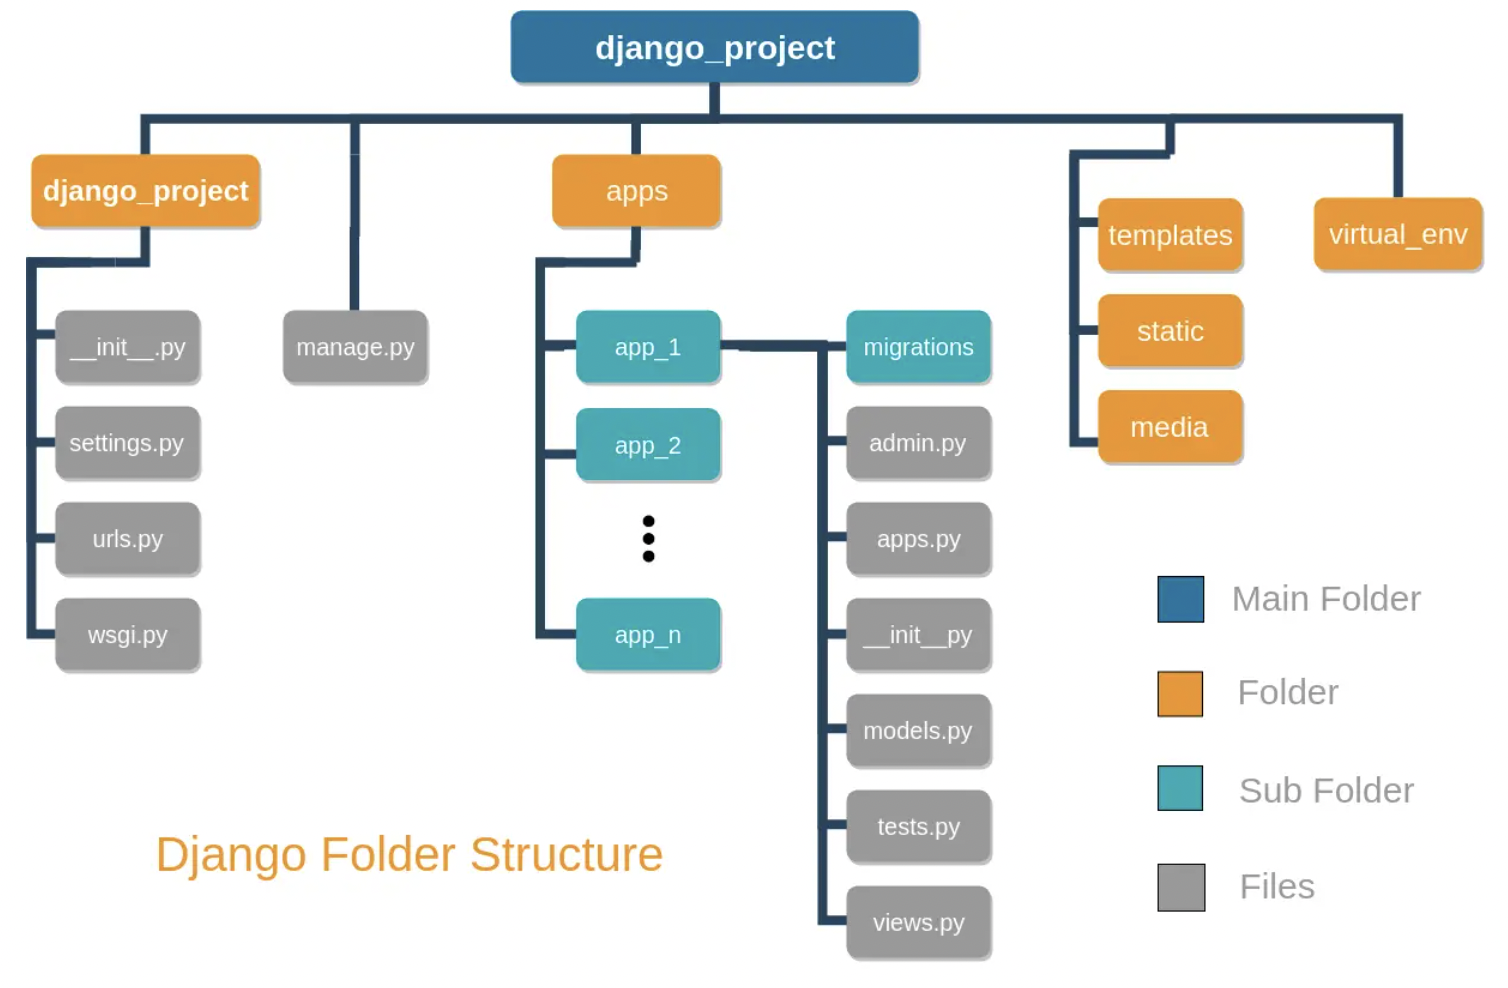 django_project
django_project
apps
templates
virtual_env
static
media
__init__.py
manage.py
app_1
migrations
settings.py
app_2
admin.py
urls.py
apps.py
wsgi.py
app_n
__init__py
models.py
tests.py
views.py
Main Folder
Folder
Sub Folder
Files
Django Folder Structure